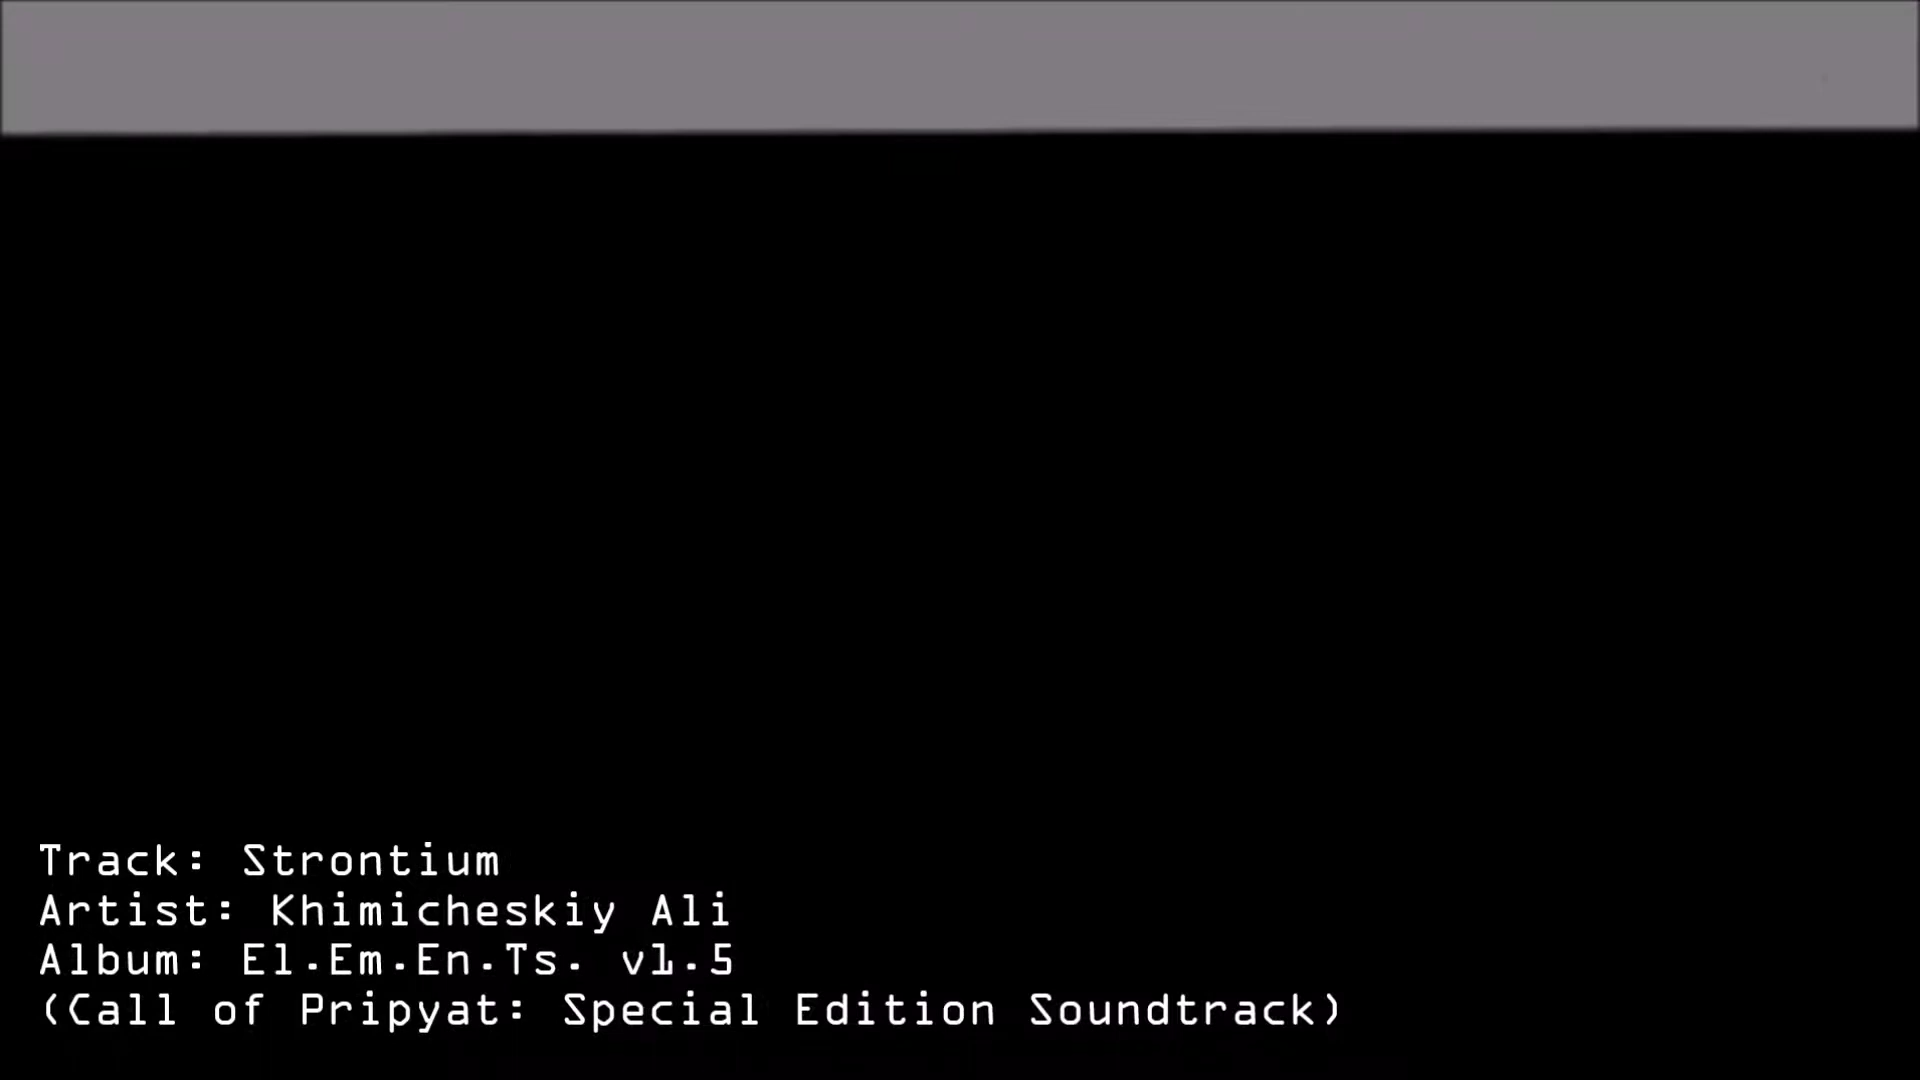 Track: Strontium
Artist: Khimicheskiy Ali
Album: El.Em.En.Ts. v1.5
(Call of Pripyat: Special Edition Soundtrack)